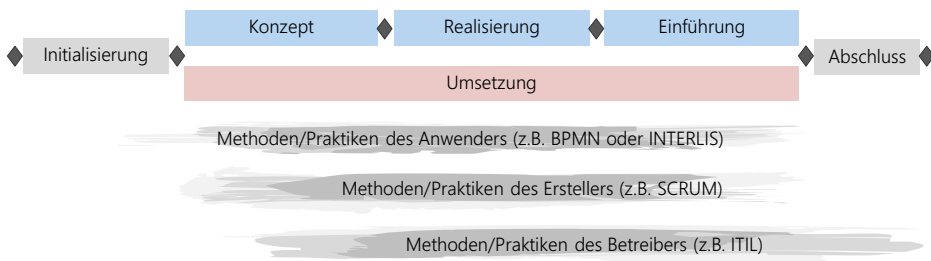 Konzept
Realisierung
Einführung
Initialisierung
Abschluss
Umsetzung
Methoden/Praktiken des Anwenders (z.B. BPMN oder INTERLIS)
Methoden/Praktiken des Erstellers (z.B. SCRUM)
Methoden/Praktiken des Betreibers (z.B. ITIL)